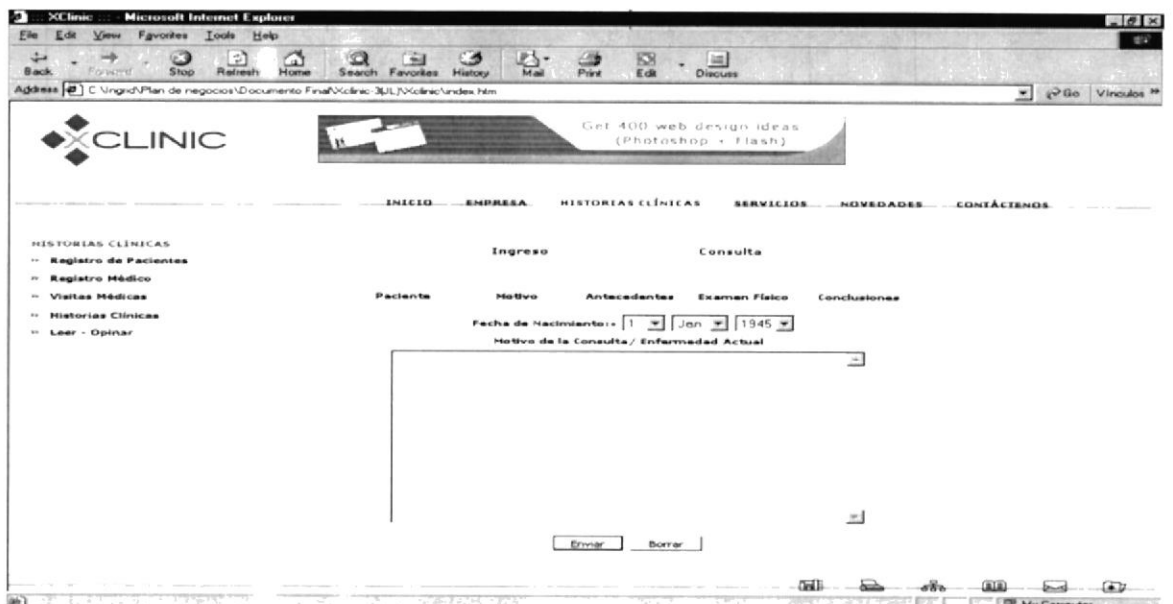 ... XClinic ::: - Microsoft Internet Explorer
File Edit View Favorites Tools Help
Back Forward Stop Refresh Home Search Favorites History Mail Print Edit Discuss
Address C:\Ingrid\Plan de negocios\Documento Final\Xclinic-3(UL)\Xclinic\index.htm Go Vínculos »
XCLINIC
Get 400 web design ideas
(Photoshop + Flash)
INICIO EMPRESA HISTORIAS CLÍNICAS SERVICIOS NOVEDADES CONTÁCTENOS
HISTORIAS CLÍNICAS
Ingreso Consulta
» Registro de Pacientes
» Registro Médico
» Visitas Médicas
Paciente Motivo Antecedentes Examen Físico Conclusiones
» Historias Clínicas
Fecha de Nacimiento:- 1 Jan 1945
» Leer - Opinar
Motivo de la Consulta/ Enfermedad Actual
Enviar Borrar
My Computer